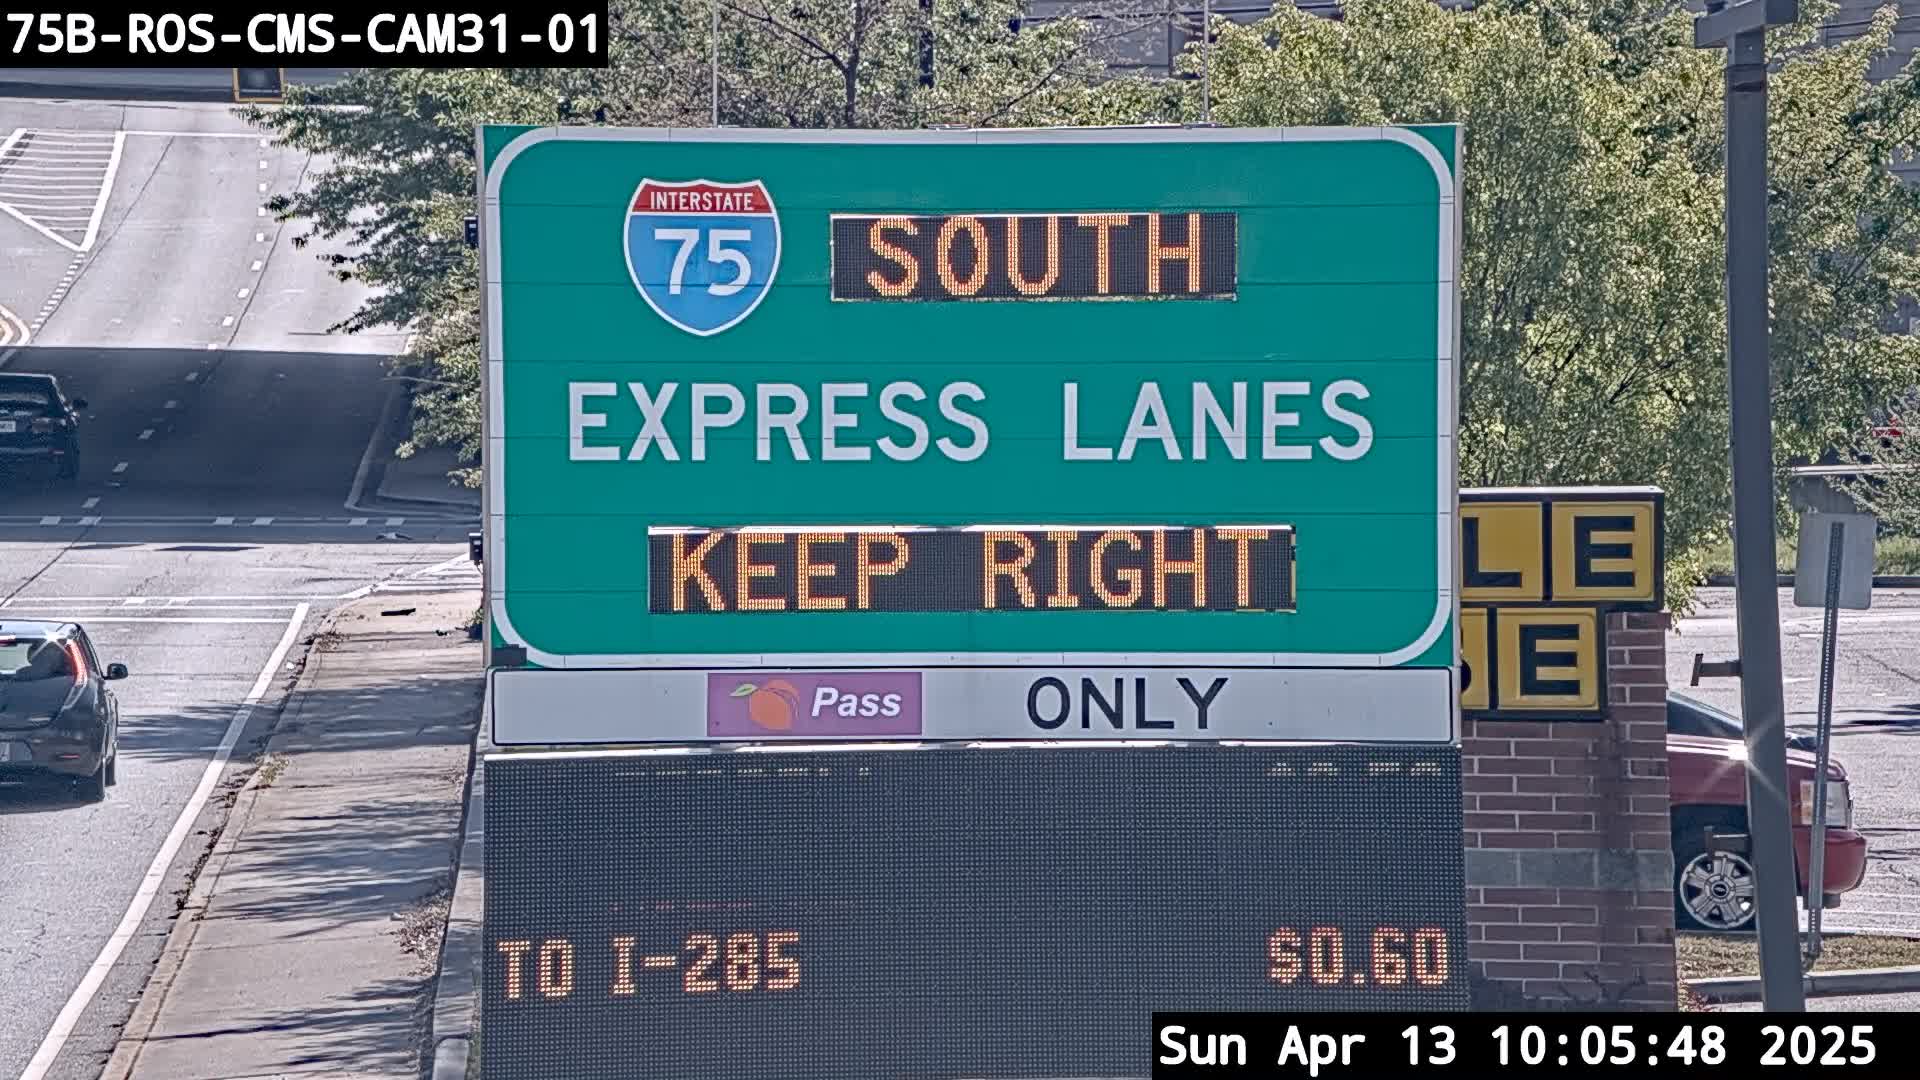 75B-ROS-CMS-CAM31-01
INTERSTATE
75
SOUTH
EXPRESS LANES
KEEP RIGHT
Pass ONLY
LE
E
TO I-285 $0.60
Sun Apr 13 10:05:48 2025